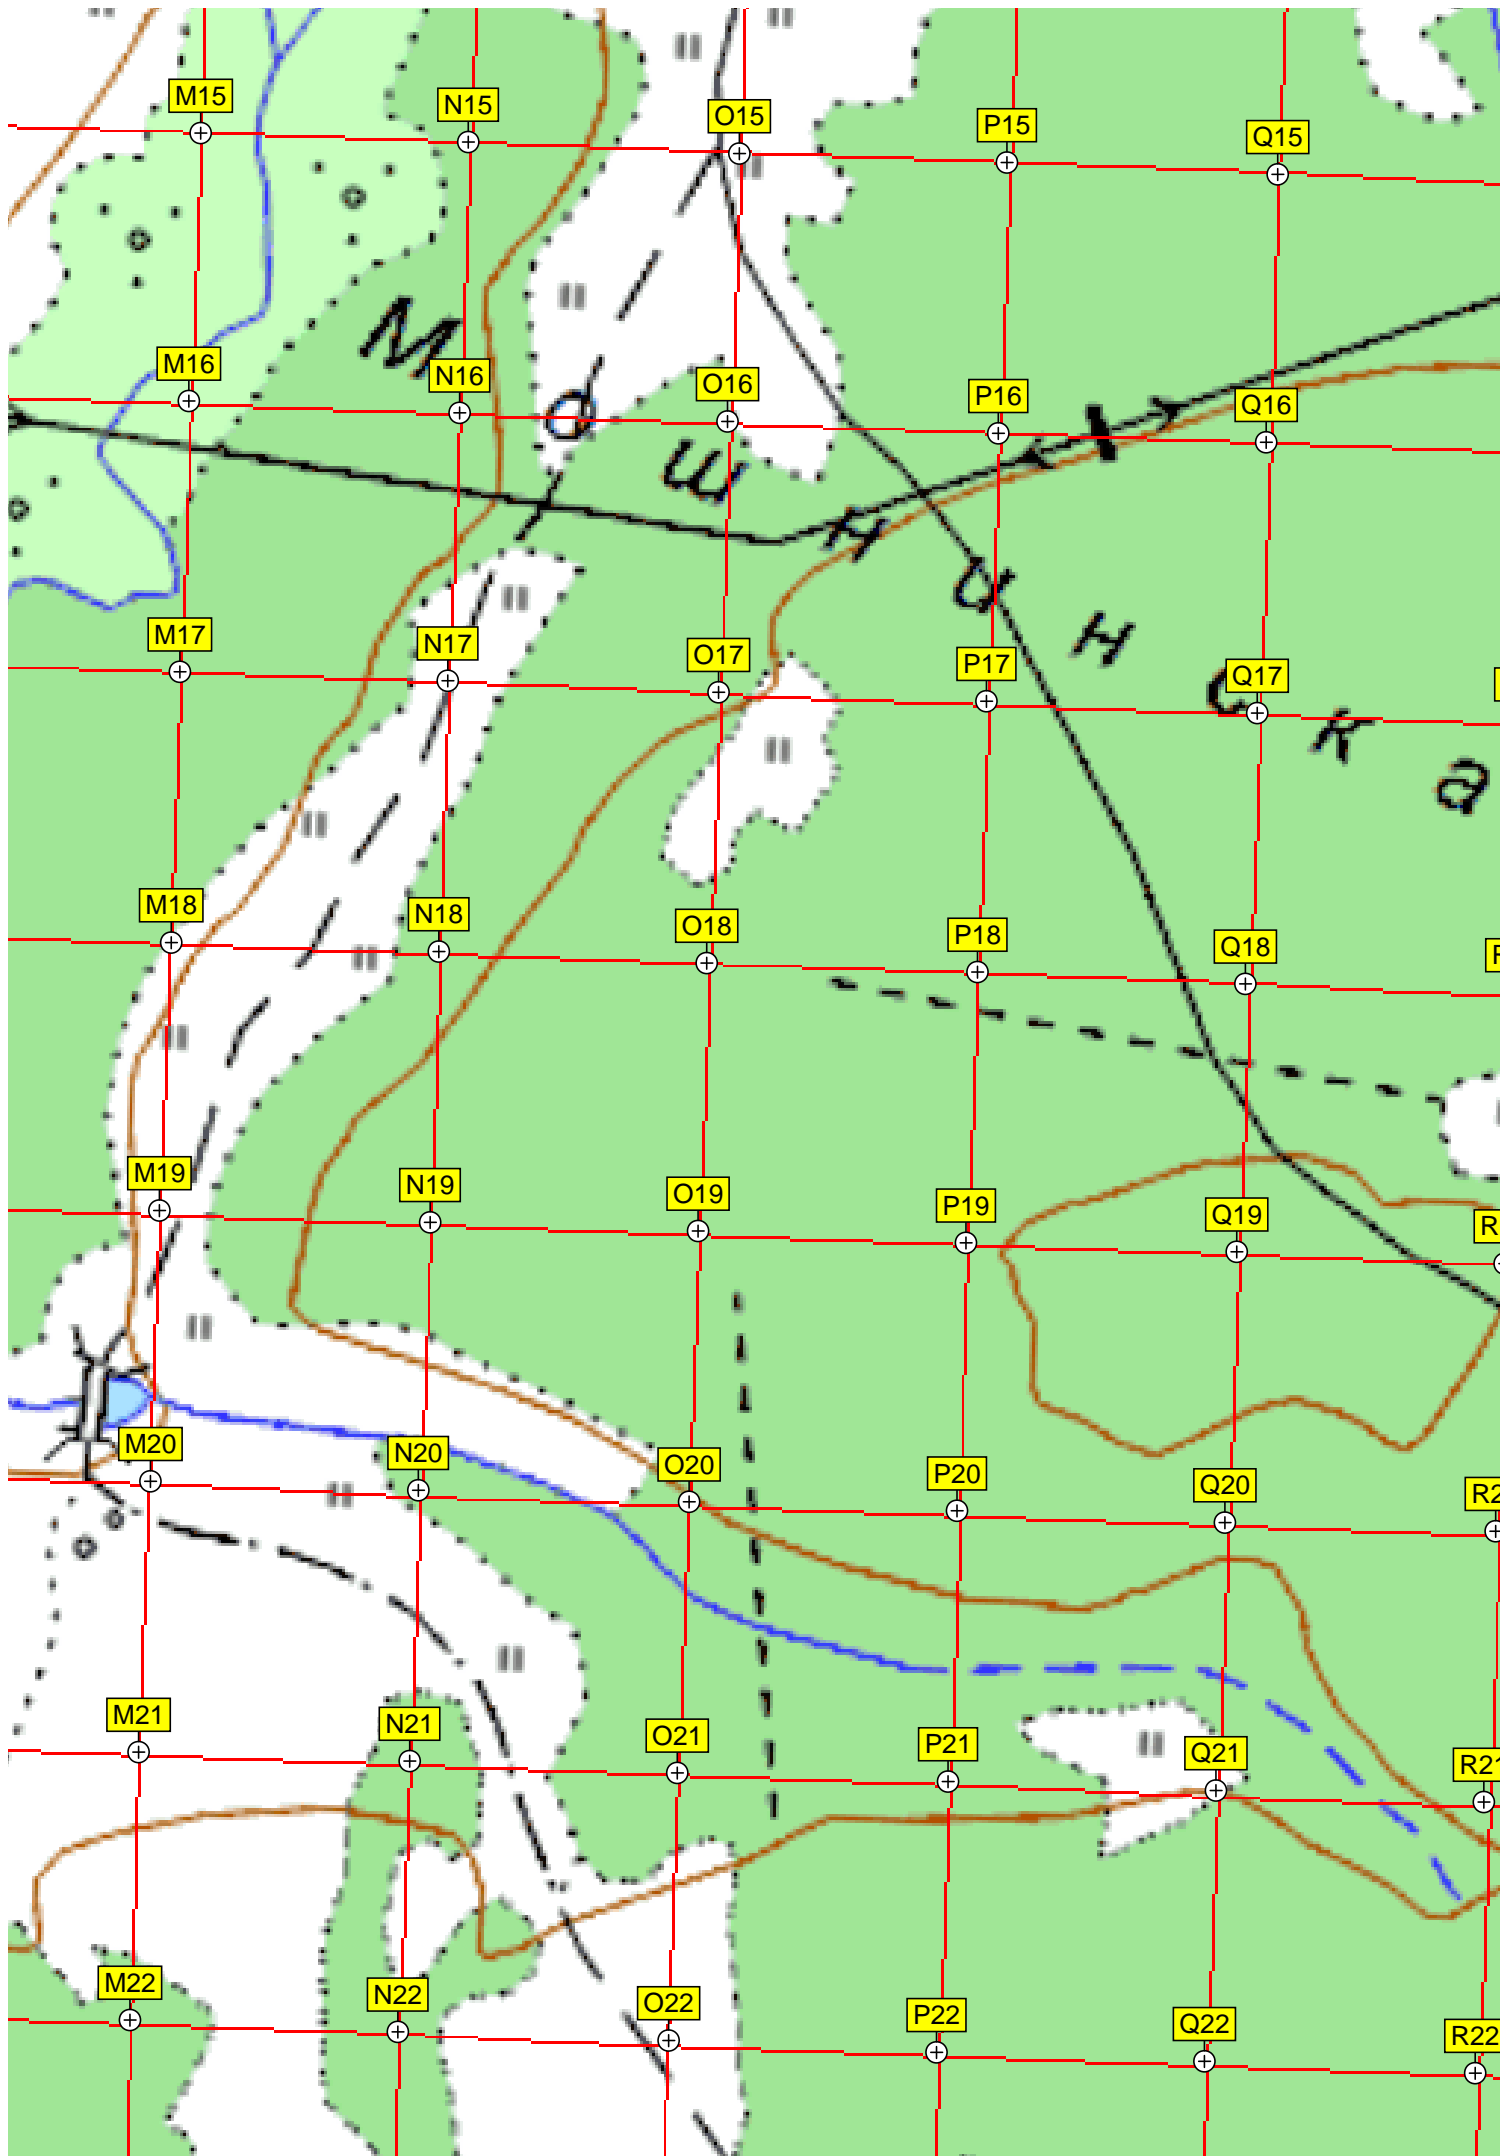 M15 N15 O15 P15 Q15
M16 N16 O16 P16 Q16
Мошнинска
M17 N17 O17 P17 Q17
M18 N18 O18 P18 Q18
M19 N19 O19 P19 Q19
M20 N20 O20 P20 Q20
M21 N21 O21 P21 Q21 R21
M22 N22 O22 P22 Q22 R22